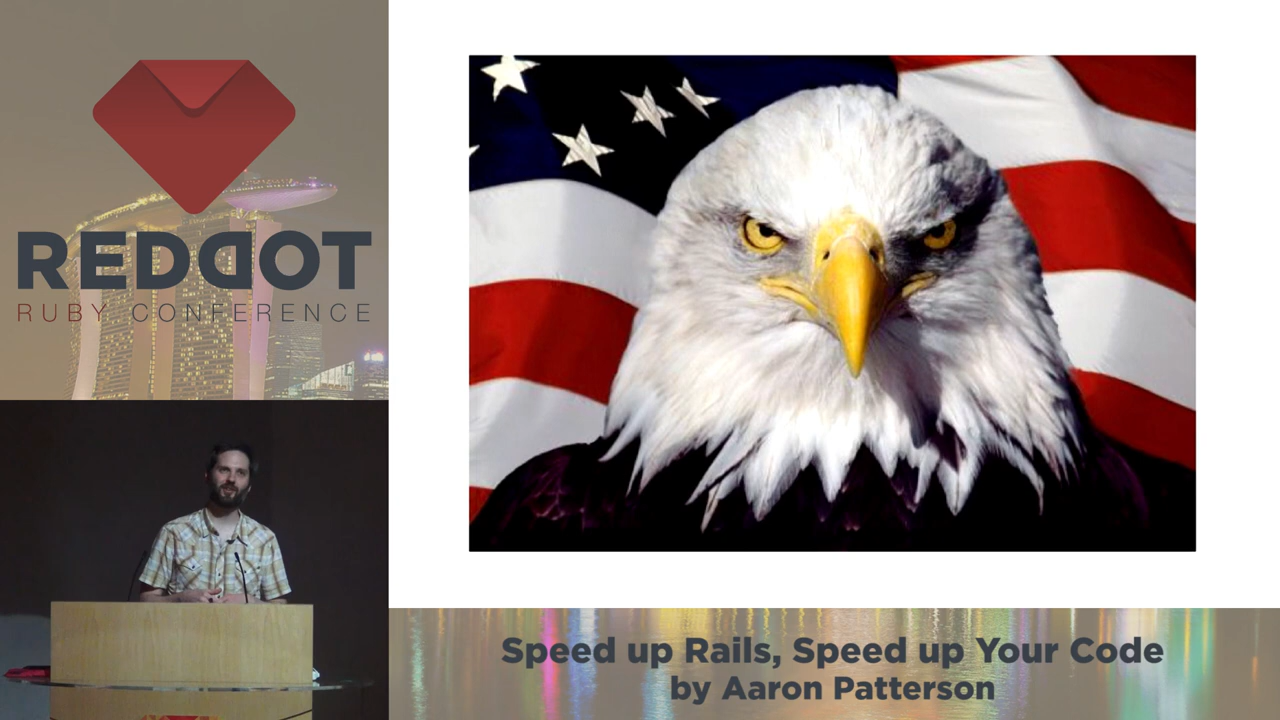 REDDOT
RUBY CONFERENCE
Speed up Rails, Speed up Your Code
by Aaron Patterson